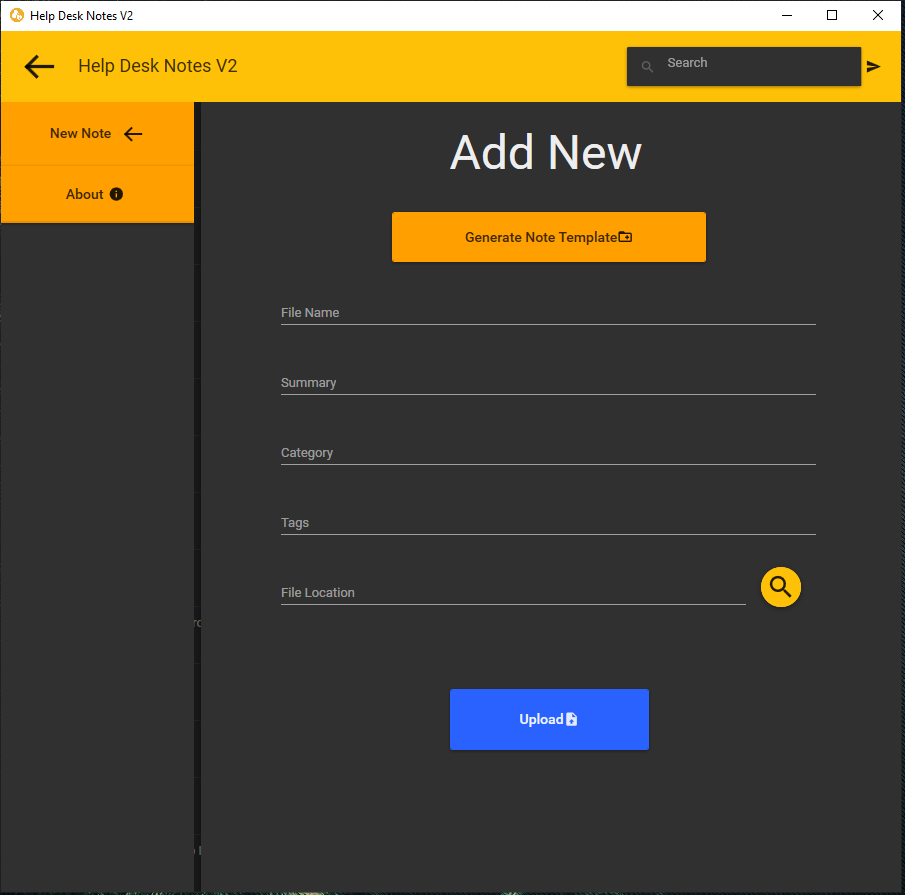 Help Desk Notes V2
Help Desk Notes V2
Search
New Note
About
Add New
Generate Note Template
File Name
Summary
Category
Tags
File Location
Upload